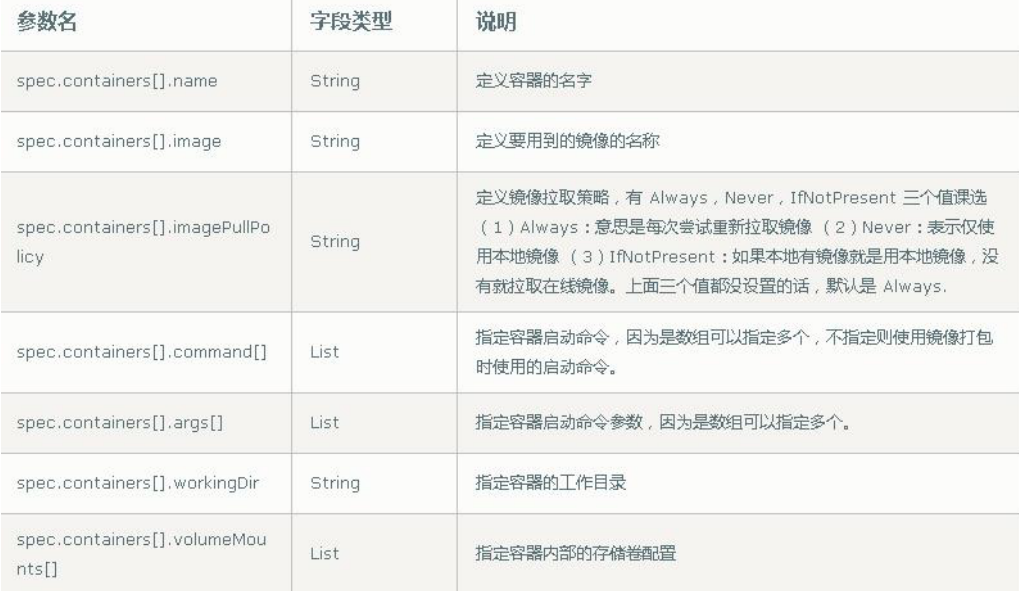 参数名 字段类型 说明
spec.containers[].name String 定义容器的名字
spec.containers[].image String 定义要用到的镜像的名称
spec.containers[].imagePullPo
licy
String
定义镜像拉取策略，有 Always，Never，IfNotPresent 三个值课选
（1）Always：意思是每次尝试重新拉取镜像 （2）Never：表示仅使
用本地镜像 （3）IfNotPresent：如果本地有镜像就是用本地镜像，没
有就拉取在线镜像。上面三个值都没设置的话，默认是 Always.
spec.containers[].command[] List
指定容器启动命令，因为是数组可以指定多个，不指定则使用镜像打包
时使用的启动命令。
spec.containers[].args[] List 指定容器启动命令参数，因为是数组可以指定多个。
spec.containers[].workingDir String 指定容器的工作目录
spec.containers[].volumeMou
nts[]
List
指定容器内部的存储卷配置